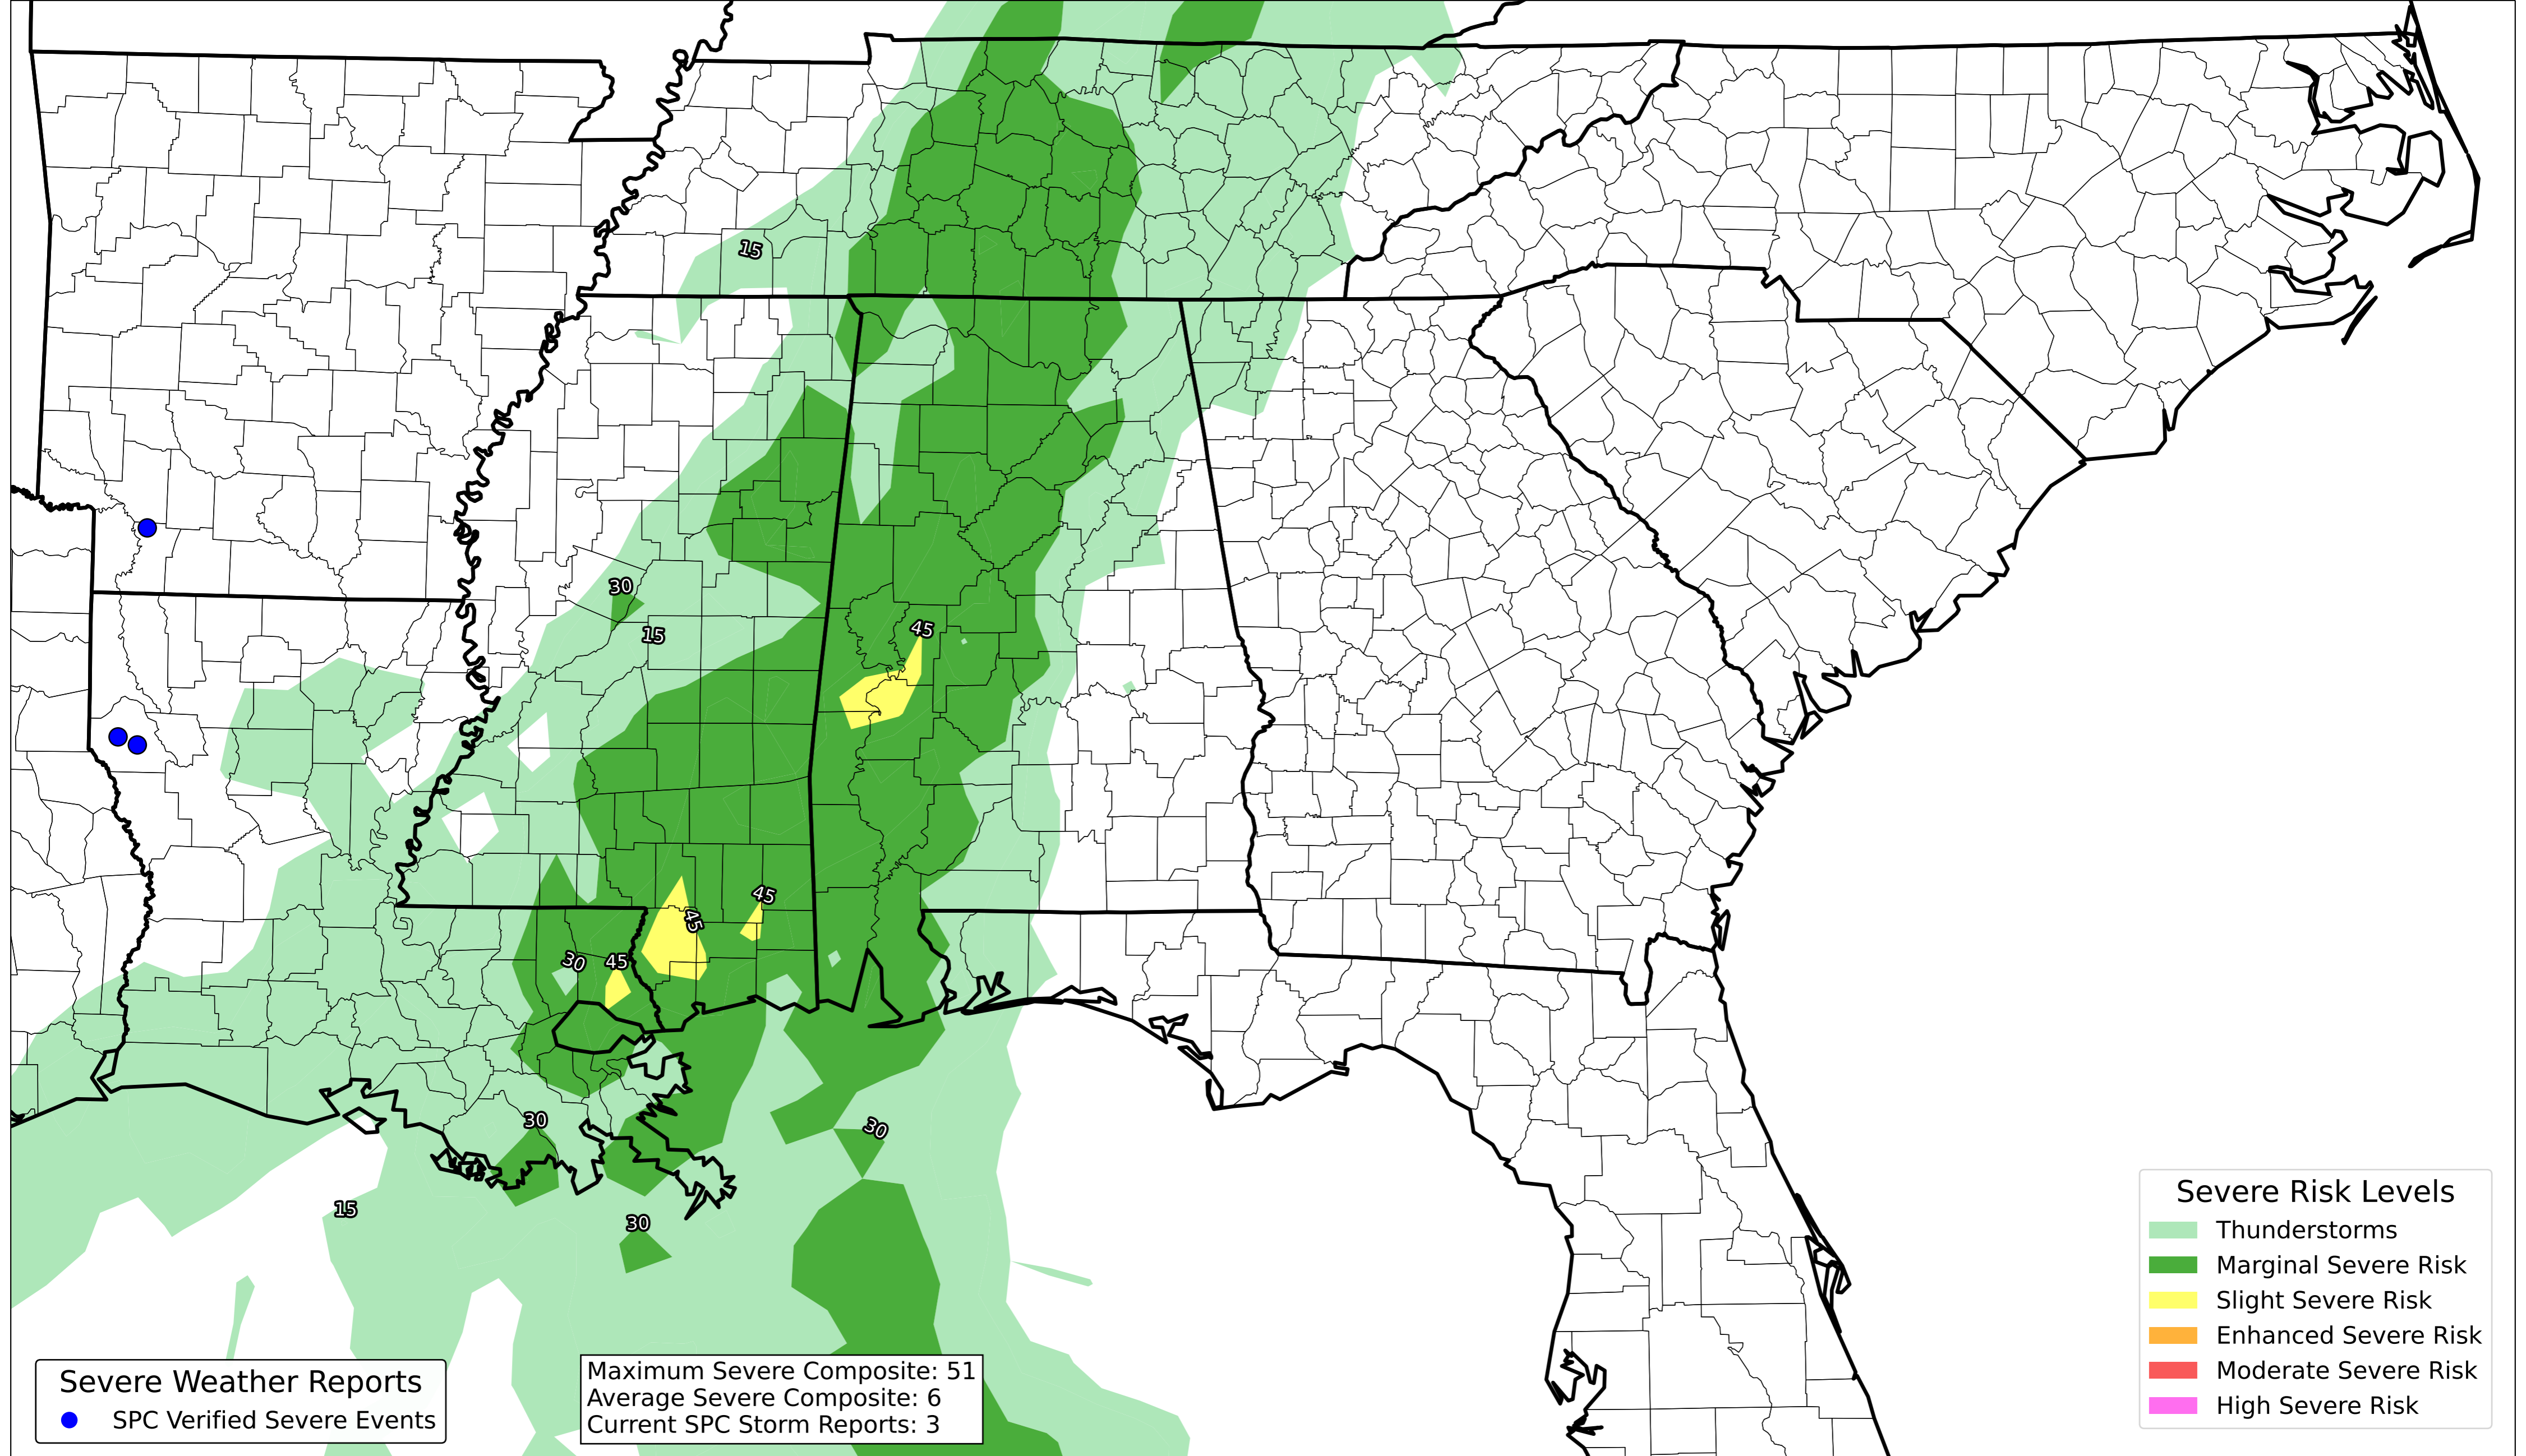 15
30
15
45
45
45
30
45
30
30
15
30
Severe Risk Levels
Thunderstorms
Marginal Severe Risk
Slight Severe Risk
Enhanced Severe Risk
Moderate Severe Risk
High Severe Risk
Severe Weather Reports
SPC Verified Severe Events
Maximum Severe Composite: 51
Average Severe Composite: 6
Current SPC Storm Reports: 3